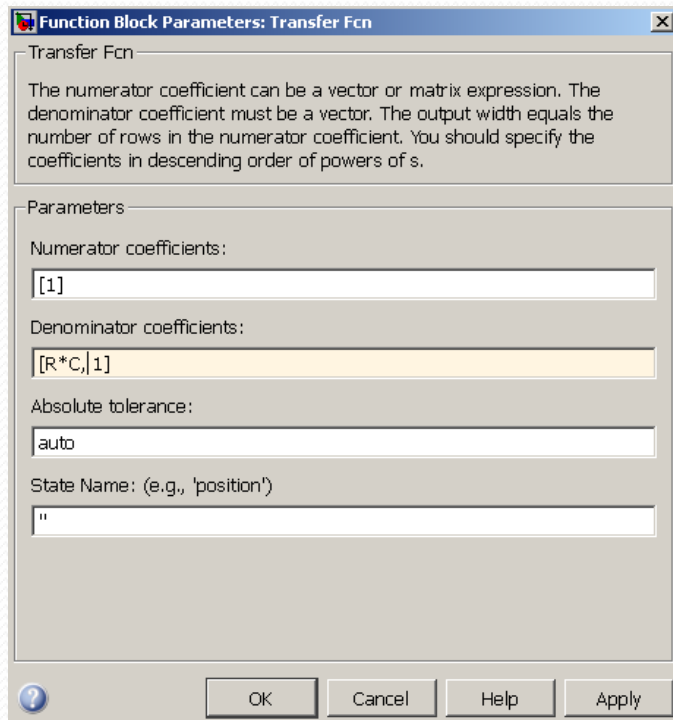 Function Block Parameters: Transfer Fcn
Transfer Fcn
The numerator coefficient can be a vector or matrix expression. The
denominator coefficient must be a vector. The output width equals the
number of rows in the numerator coefficient. You should specify the
coefficients in descending order of powers of s.
Parameters
Numerator coefficients:
[1]
Denominator coefficients:
[R*C, 1]
Absolute tolerance:
auto
State Name: (e.g., 'position')
''
OK Cancel Help Apply